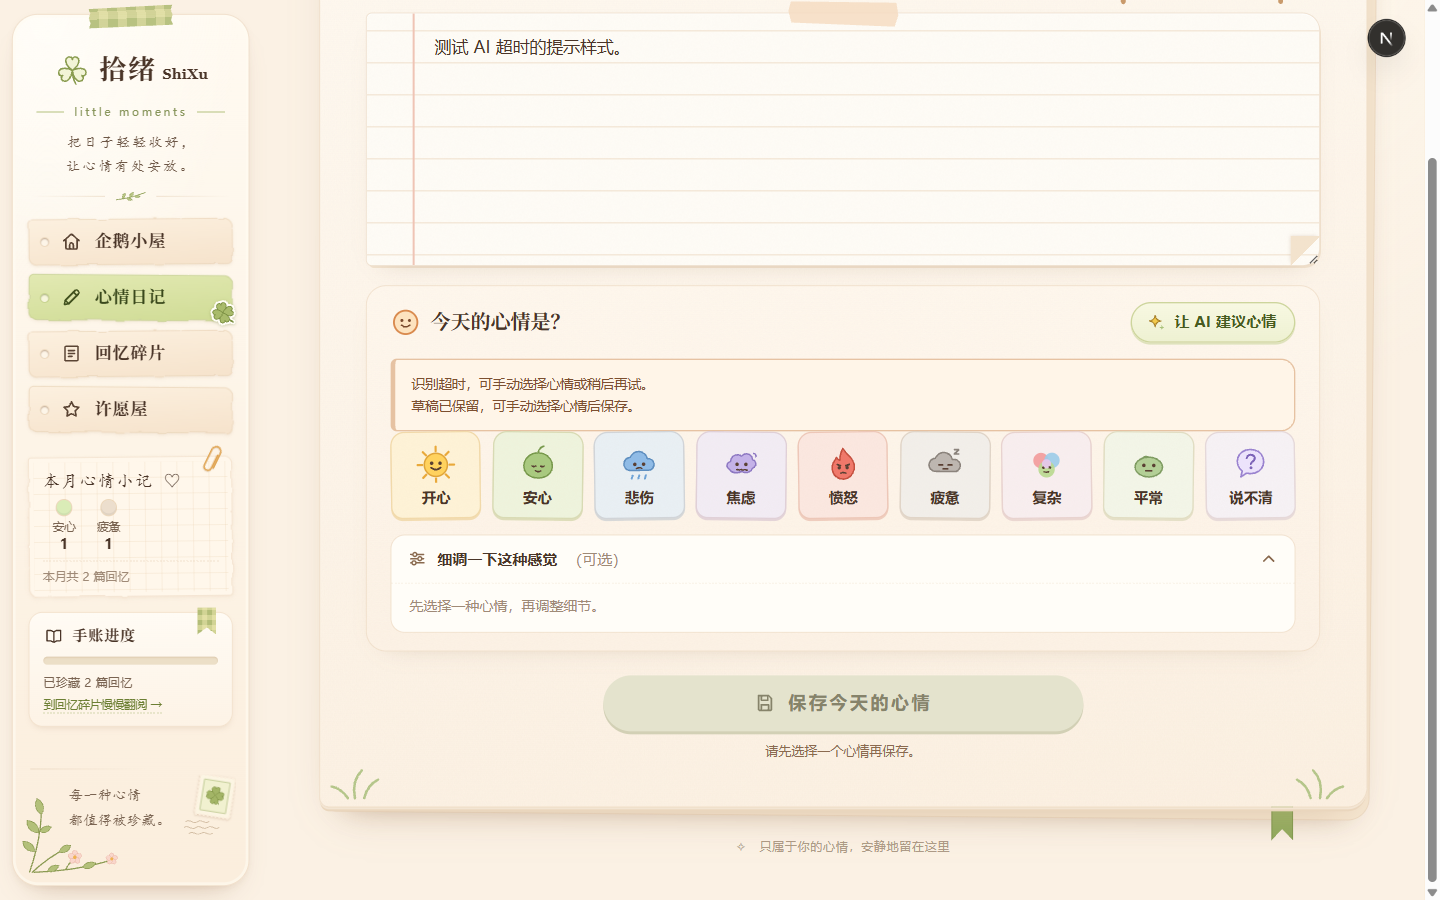 拾绪 ShiXu
little moments
把日子轻轻收好，
让心情有处安放。
企鹅小屋
心情日记
回忆碎片
许愿屋
本月心情小记 ♡
安心 疲惫
1 1
本月共 2 篇回忆
手账进度
已珍藏 2 篇回忆
到回忆碎片慢慢翻阅 →
每一种心情
都值得被珍藏。
测试 AI 超时的提示样式。
N
今天的心情是？
让 AI 建议心情
识别超时，可手动选择心情或稍后再试。
草稿已保留，可手动选择心情后保存。
开心 安心 悲伤 焦虑 愤怒 疲惫 复杂 平常 说不清
细调一下这种感觉 (可选)
先选择一种心情，再调整细节。
保存今天的心情
请先选择一个心情再保存。
只属于你的心情，安静地留在这里